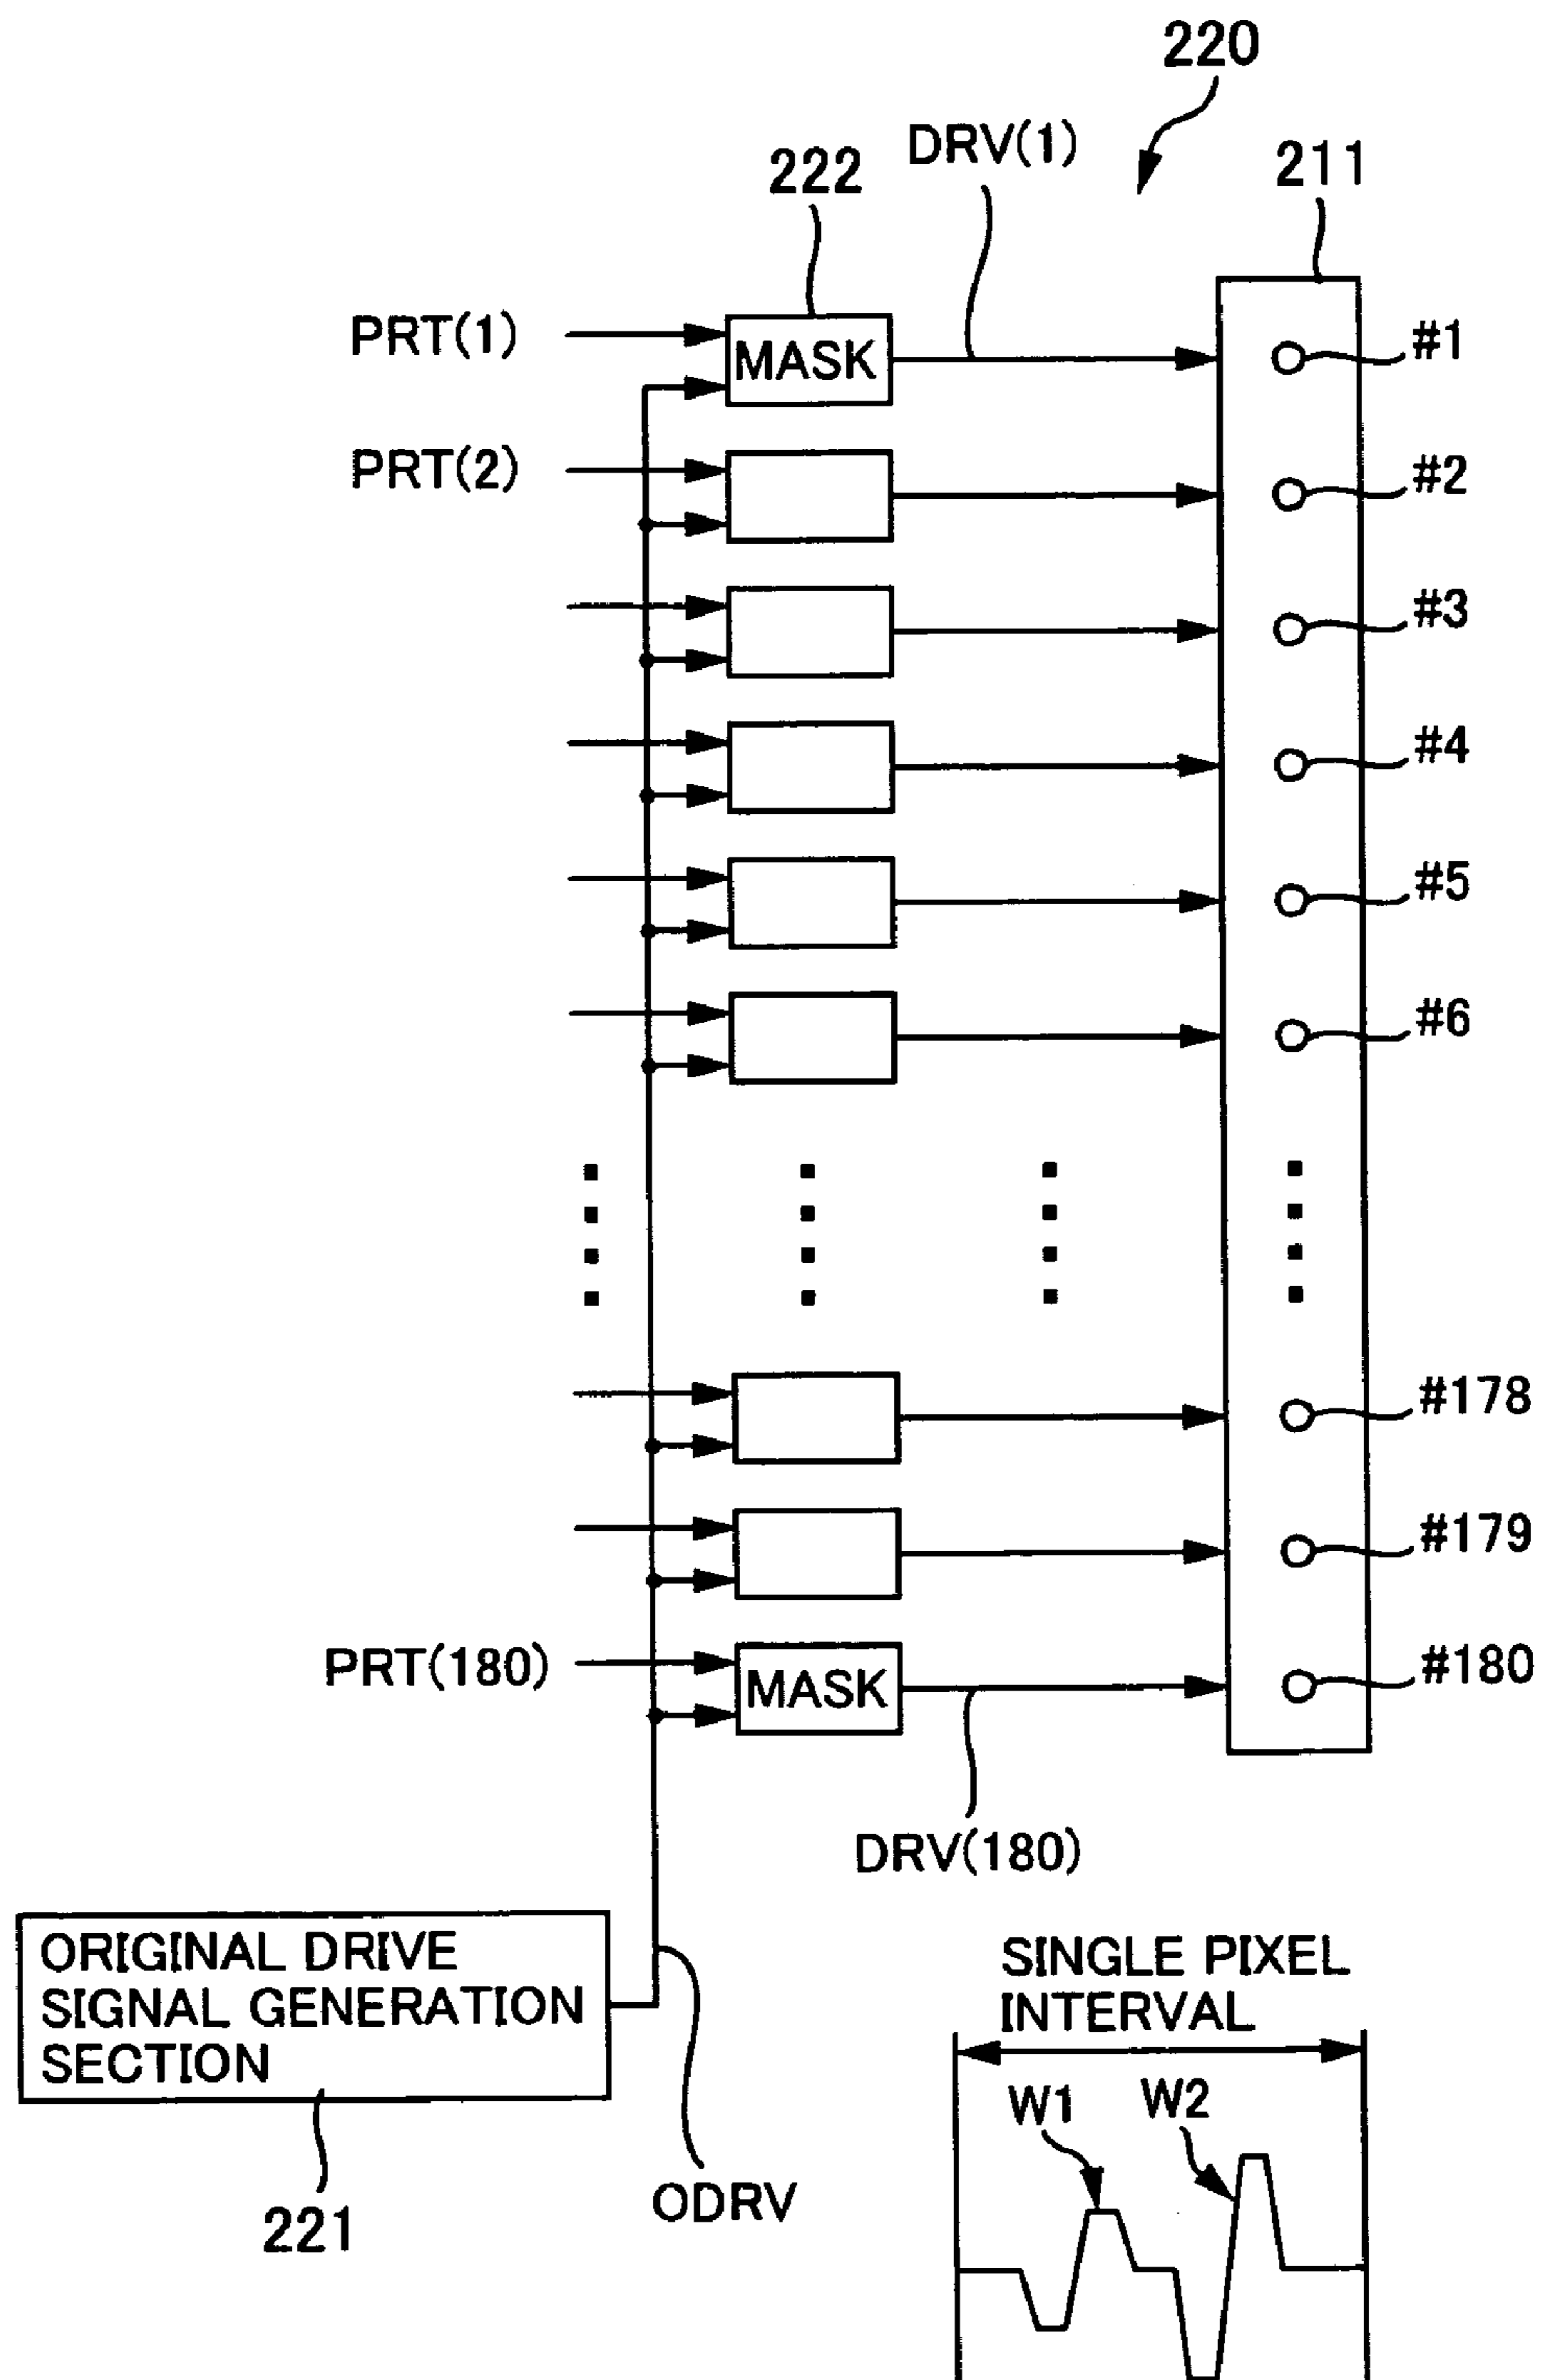 220
DRV(1)
222
211
PRT(1)
MASK
#1
PRT(2)
#2
#3
#4
#5
#6
#178
#179
PRT(180)
MASK
#180
DRV(180)
ORIGINAL DRIVE
SIGNAL GENERATION
SECTION
SINGLE PIXEL
INTERVAL
W1
W2
ODRV
221